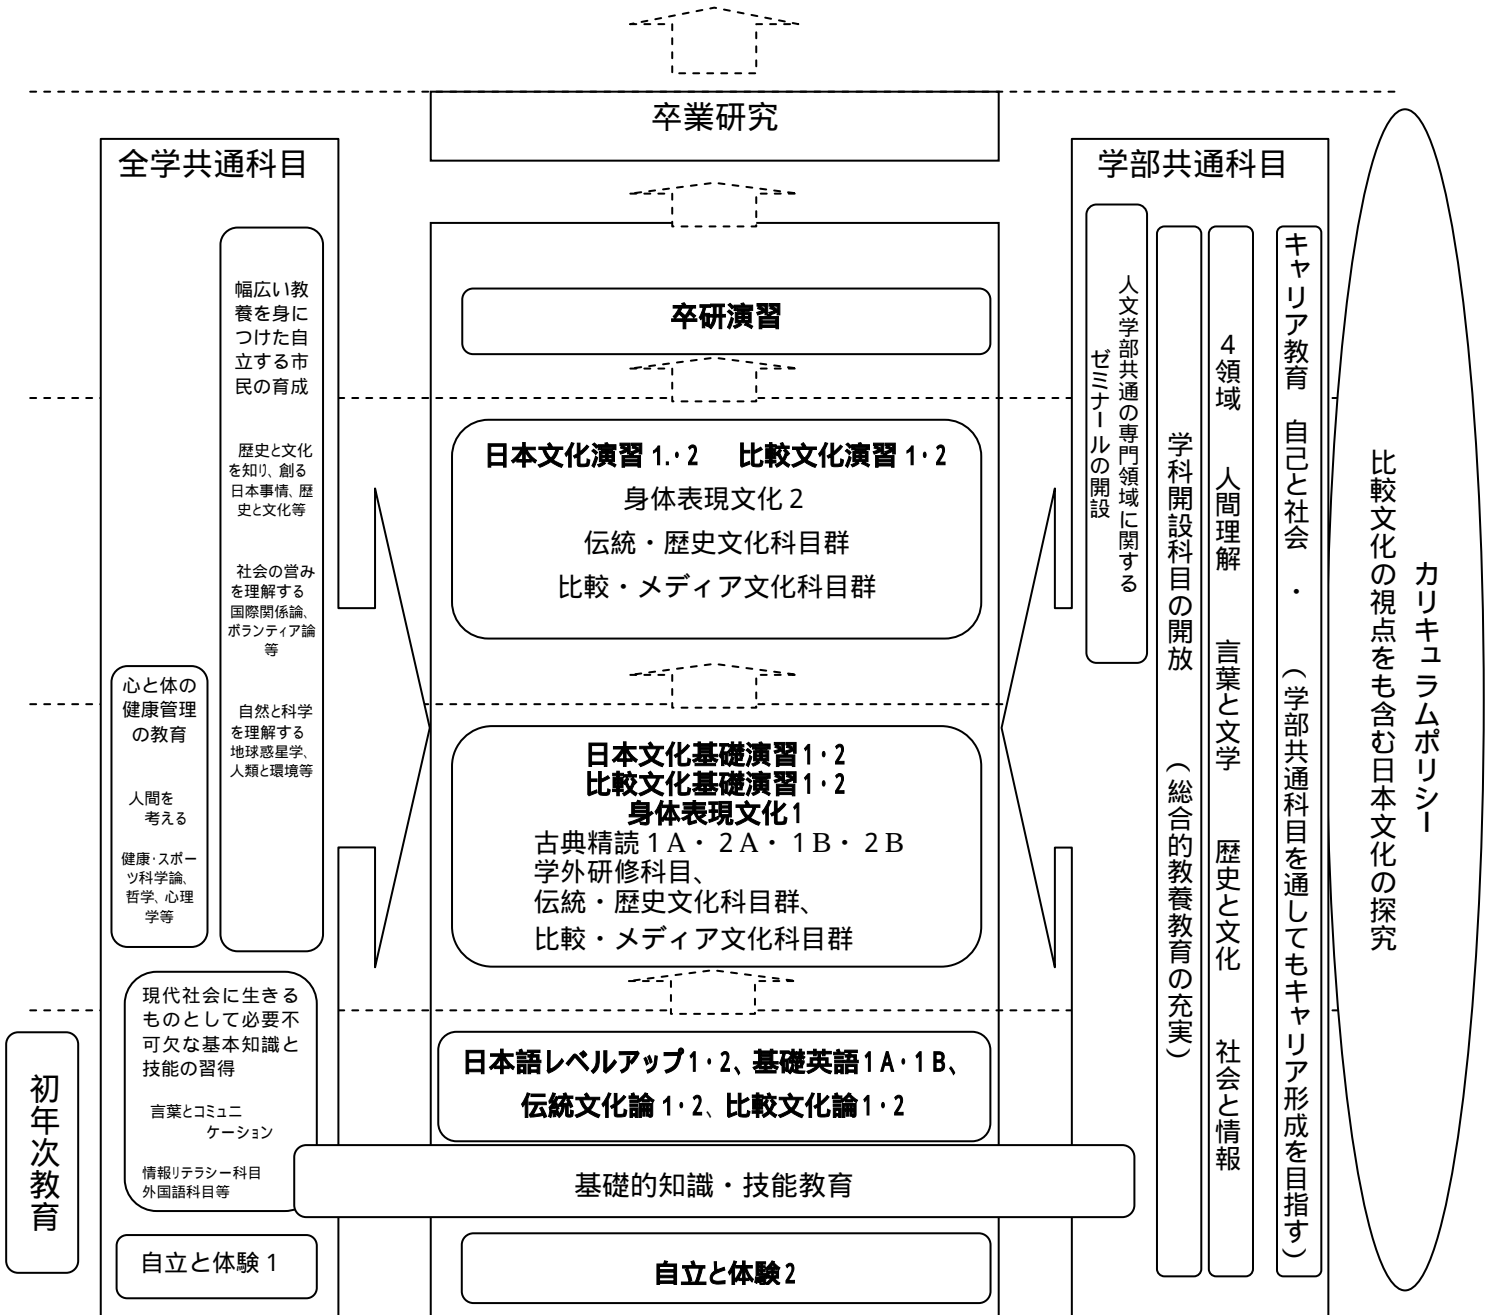 卒業研究
全学共通科目
幅広い教
養を身に
つけた自
立する市
民の育成
歴史と文化
を知り、創る
日本事情、歴
史と文化等
社会の営み
を理解する
国際関係論、
ボランティア論
等
自然と科学
を理解する
地球惑星学、
人類と環境等
心と体の
健康管理
の教育
人間を
考える
健康・スポー
ツ科学論、
哲学、心理
学等
現代社会に生きる
ものとして必要不
可欠な基本知識と
技能の習得
言葉とコミュニ
ケーション
情報リテラシー科目
外国語科目等
自立と体験 1
初年次教育
卒研演習
日本文化演習 1.・2 比較文化演習 1・2
身体表現文化 2
伝統・歴史文化科目群
比較・メディア文化科目群
日本文化基礎演習 1・2
比較文化基礎演習 1・2
身体表現文化 1
古典精読 1A・ 2A・ 1B・ 2B
学外研修科目、
伝統・歴史文化科目群、
比較・メディア文化科目群
日本語レベルアップ 1・2、基礎英語 1A・1B、
伝統文化論 1・2、比較文化論 1・2
基礎的知識・技能教育
自立と体験 2
学部共通科目
人文学部共通の専門領域に関する
ゼミナールの開設
学科開設科目の開放 (総合的教養教育の充実)
4領域 人間理解 言葉と文学 歴史と文化 社会と情報
キャリア教育 自己と社会 ・ (学部共通科目を通してもキャリア形成を目指す)
カリキュラムポリシー
比較文化の視点をも含む日本文化の探究